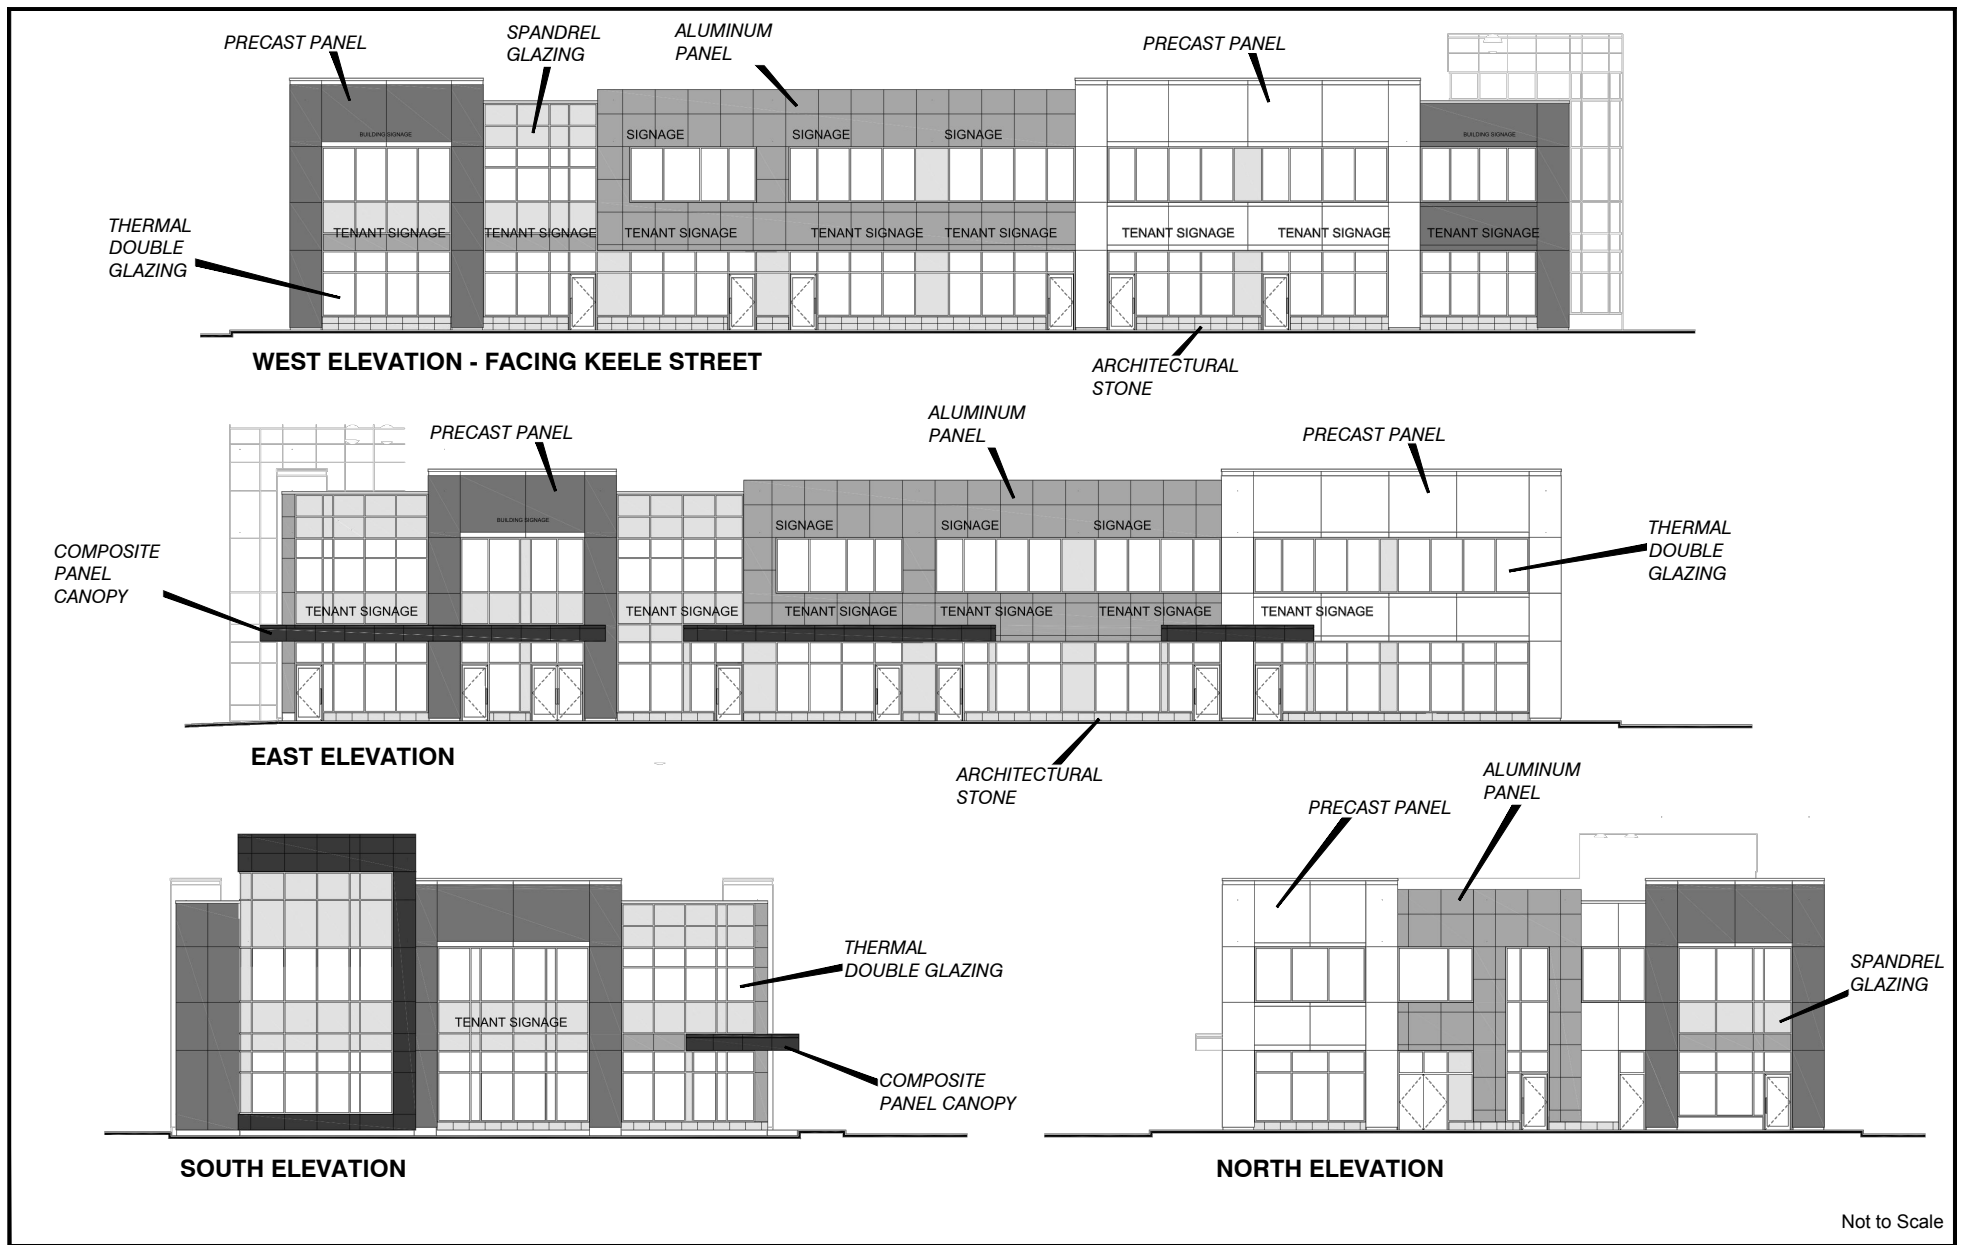 PRECAST PANEL
SPANDREL
GLAZING
ALUMINUM
PANEL
PRECAST PANEL
BUILDING SIGNAGE
SIGNAGE
SIGNAGE
SIGNAGE
BUILDING SIGNAGE
THERMAL
DOUBLE
GLAZING
TENANT SIGNAGE
TENANT SIGNAGE
TENANT SIGNAGE
TENANT SIGNAGE
TENANT SIGNAGE
TENANT SIGNAGE
TENANT SIGNAGE
TENANT SIGNAGE
WEST ELEVATION - FACING KEELE STREET
ARCHITECTURAL
STONE
PRECAST PANEL
ALUMINUM
PANEL
PRECAST PANEL
BUILDING SIGNAGE
SIGNAGE
SIGNAGE
SIGNAGE
THERMAL
DOUBLE
GLAZING
COMPOSITE
PANEL
CANOPY
TENANT SIGNAGE
TENANT SIGNAGE
TENANT SIGNAGE
TENANT SIGNAGE
TENANT SIGNAGE
TENANT SIGNAGE
EAST ELEVATION
ARCHITECTURAL
STONE
THERMAL
DOUBLE GLAZING
TENANT SIGNAGE
COMPOSITE
PANEL CANOPY
SOUTH ELEVATION
PRECAST PANEL
ALUMINUM
PANEL
SPANDREL
GLAZING
NORTH ELEVATION
Not to Scale